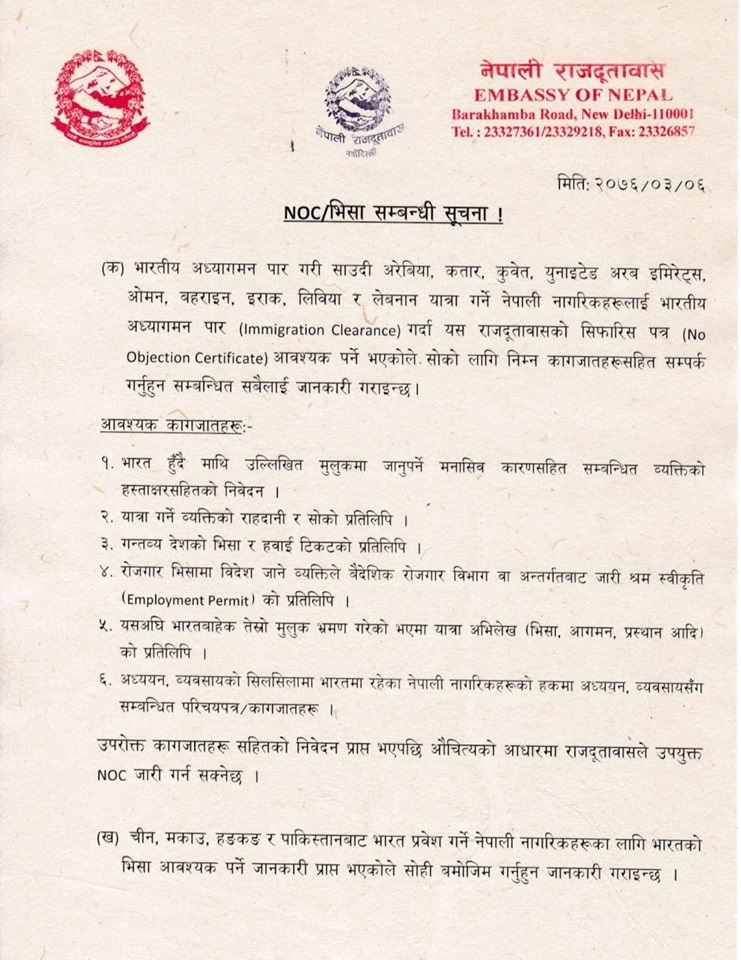 नेपाली राजदूतावास
EMBASSY OF NEPAL
Barakhamba Road, New Delhi-110001
Tel. : 23327361/23329218, Fax: 23326857
नेपाली राजदूतावास
नयाँदिल्ली
मिति: २०७६/०३/०६
NOC/भिसा सम्बन्धी सूचना !
(क) भारतीय अध्यागमन पार गरी साउदी अरेबिया, कतार, कुवेत, युनाइटेड अरब इमिरेट्स,
ओमन, बहराइन, इराक, लिविया र लेबनान यात्रा गर्ने नेपाली नागरिकहरूलाई भारतीय
अध्यागमन पार (Immigration Clearance) गर्दा यस राजदूतावासको सिफारिस पत्र (No
Objection Certificate) आवश्यक पर्ने भएकोले सोको लागि निम्न कागजातहरूसहित सम्पर्क
गर्नुहुन सम्बन्धित सबैलाई जानकारी गराइन्छ।
आवश्यक कागजातहरू:-
१. भारत हुँदै माथि उल्लिखित मुलुकमा जानुपर्ने मनासिव कारणसहित सम्बन्धित व्यक्तिको
हस्ताक्षरसहितको निवेदन ।
२. यात्रा गर्ने व्यक्तिको राहदानी र सोको प्रतिलिपि ।
३. गन्तव्य देशको भिसा र हवाई टिकटको प्रतिलिपि ।
४. रोजगार भिसामा विदेश जाने व्यक्तिले वैदेशिक रोजगार विभाग वा अन्तर्गतबाट जारी श्रम स्वीकृति
(Employment Permit) को प्रतिलिपि ।
५. यसअघि भारतबाहेक तेस्रो मुलुक भ्रमण गरेको भएमा यात्रा अभिलेख (भिसा, आगमन, प्रस्थान आदि)
को प्रतिलिपि ।
६. अध्ययन, व्यवसायको सिलसिलामा भारतमा रहेका नेपाली नागरिकहरूको हकमा अध्ययन, व्यवसायसँग
सम्बन्धित परिचयपत्र/कागजातहरू ।
उपरोक्त कागजातहरू सहितको निवेदन प्राप्त भएपछि औचित्यको आधारमा राजदूतावासले उपयुक्त
NOC जारी गर्न सक्नेछ ।
(ख) चीन, मकाउ, हङकङ र पाकिस्तानबाट भारत प्रवेश गर्ने नेपाली नागरिकहरूका लागि भारतको
भिसा आवश्यक पर्ने जानकारी प्राप्त भएकोले सोही बमोजिम गर्नुहुन जानकारी गराइन्छ ।